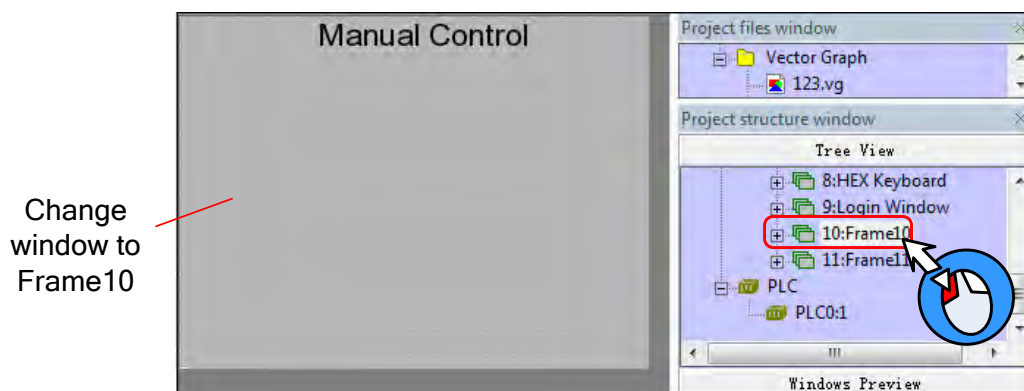 Manual Control
Change
window to
Frame10
Project files window
Vector Graph
123.vg
Project structure window
Tree View
8:HEX Keyboard
9:Login Window
10:Frame10
11:Frame11
PLC
PLC0:1
Windows Preview